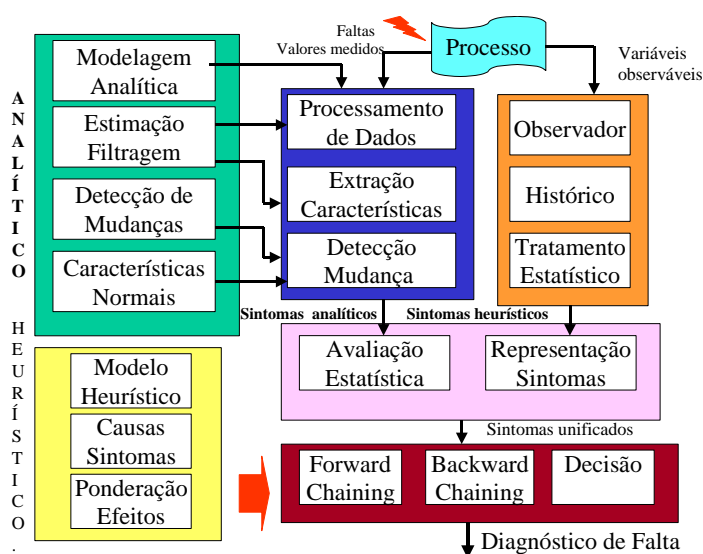 Faltas
Valores medidos
Processo
Variáveis
observáveis
ANALÍTICO
Modelagem
Analítica
Estimação
Filtragem
Detecção de
Mudanças
Características
Normais
Processamento
de Dados
Extração
Características
Detecção
Mudança
Observador
Histórico
Tratamento
Estatístico
Sintomas analíticos
Sintomas heurísticos
HEURÍSTICO.
Modelo
Heurístico
Causas
Sintomas
Ponderação
Efeitos
Avaliação
Estatística
Representação
Sintomas
Sintomas unificados
Forward
Chaining
Backward
Chaining
Decisão
Diagnóstico de Falta